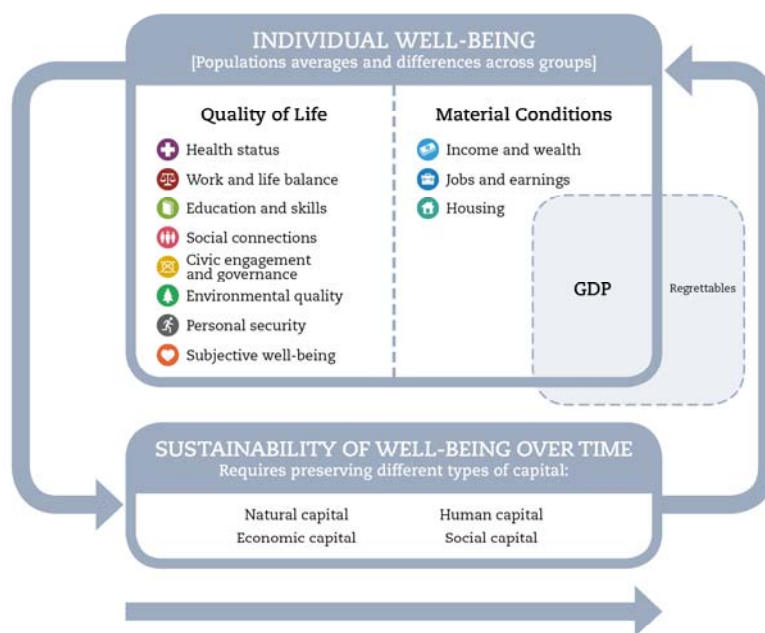 INDIVIDUAL WELL-BEING
[Populations averages and differences across groups]
Quality of Life
Health status
Work and life balance
Education and skills
Social connections
Civic engagement
and governance
Environmental quality
Personal security
Subjective well-being
Material Conditions
Income and wealth
Jobs and earnings
Housing
GDP
Regrettables
SUSTAINABILITY OF WELL-BEING OVER TIME
Requires preserving different types of capital:
Natural capital
Human capital
Economic capital
Social capital